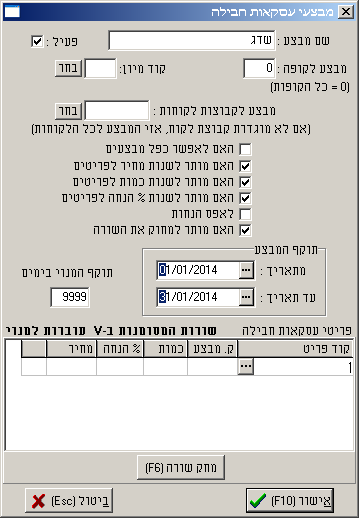 מבצעי עסקאות חבילה
שם מבצע : שדג פעיל :
מבצע לקופה : 0 קוד מיון : בחר
(0 = כל הקופות)
מבצע לקבוצות לקוחות : בחר
(אם לא מוגדרת קבוצת לקוח, אזי המבצע לכל הלקוחות)
האם לאפשר כפל מבצעים
האם מותר לשנות מחיר לפריטים
האם מותר לשנות כמות לפריטים
האם מותר לשנות % הנחה לפריטים
לאפס הנחות
האם מותר למחוק את השורה
תוקף המבצע
מתאריך : 01/01/2014 ... תוקף המנוי בימים
עד תאריך : 31/01/2014 ... 9999
פריטי עסקאות חבילה שורות המסומנות ב-V עוברות למנוי
קוד פריט ק. מבצע כמות % הנחה מחיר
1 ...
מחק שורה (F6)
אישור (F10) ביטול (Esc)